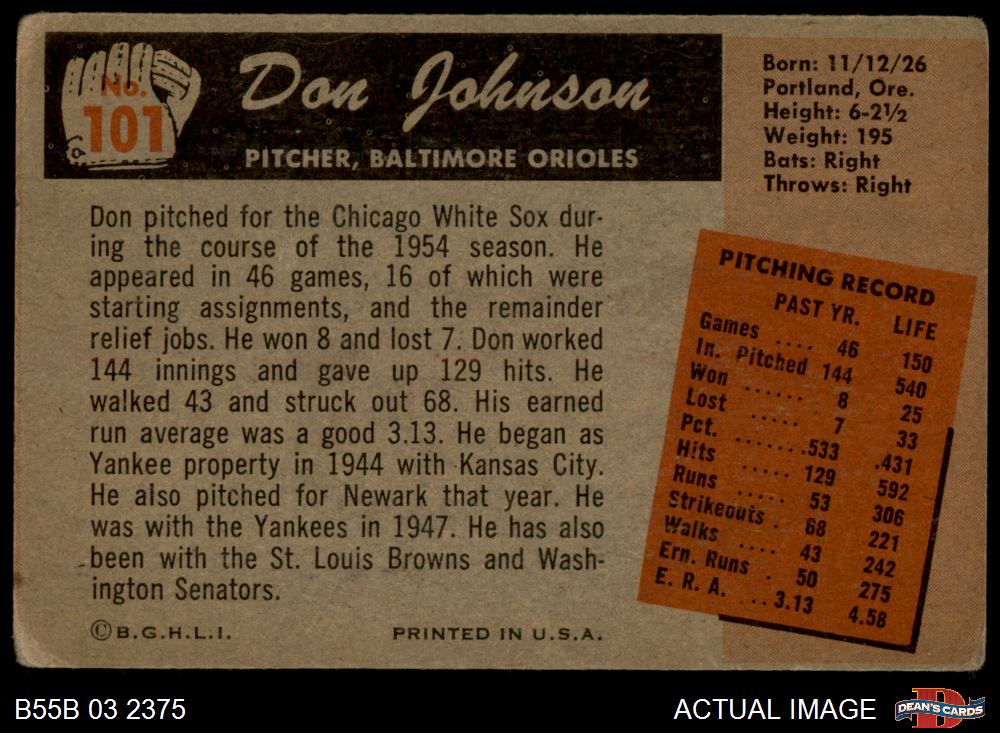 No.
101
Don Johnson
PITCHER, BALTIMORE ORIOLES
Born: 11/12/26
Portland, Ore.
Height: 6-2½
Weight: 195
Bats: Right
Throws: Right
Don pitched for the Chicago White Sox dur-
ing the course of the 1954 season. He
appeared in 46 games, 16 of which were
starting assignments, and the remainder
relief jobs. He won 8 and lost 7. Don worked
144 innings and gave up 129 hits. He
walked 43 and struck out 68. His earned
run average was a good 3.13. He began as
Yankee property in 1944 with Kansas City.
He also pitched for Newark that year. He
was with the Yankees in 1947. He has also
been with the St. Louis Browns and Wash-
ington Senators.
PITCHING RECORD
PAST YR. LIFE
Games .... 46 150
In. Pitched 144 540
Won ...... 8 25
Lost ..... 7 33
Pct. .......533 .431
Hits ..... 129 592
Runs ..... 53 306
Strikeouts . 68 221
Walks .... 43 242
Ern. Runs . 50 275
E. R. A. ...3.13 4.58
©B.G.H.L.I.
PRINTED IN U.S.A.
B55B 03 2375
ACTUAL IMAGE
DEAN'S CARDS